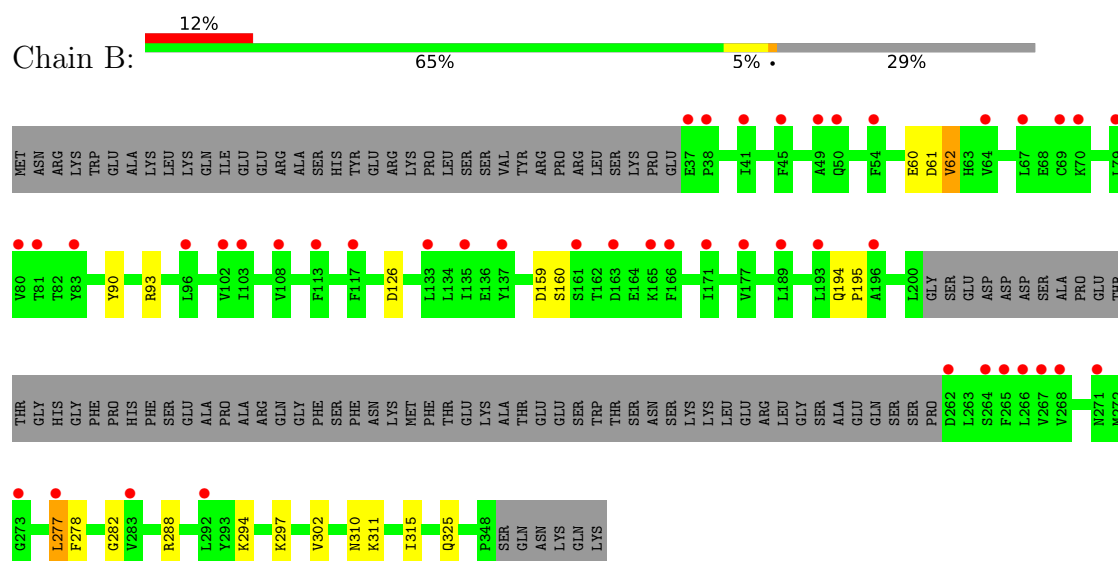 12%
Chain B:
65% 5% • 29%
MET ASN ARG LYS TRP GLU ALA LYS LEU LYS GLN ILE GLU GLU ARG ALA SER HIS TYR GLU ARG LYS PRO LEU SER SER VAL TYR ARG PRO ARG LEU SER LYS PRO GLU E37 P38 I41 F45 A49 Q50 F54 E60 D61 V62 H63 V64 L67 E68 C69 K70 L79
V80 T81 T82 Y83 Y90 R93 L96 V102 I103 V108 F113 F117 D126 L133 L134 I135 E136 Y137 D159 S160 S161 T162 D163 E164 K165 F166 I171 V177 L189 L193 Q194 P195 A196 L200 GLY SER GLU ASP ASP ASP SER ALA PRO GLU THR
THR GLY HIS GLY PHE PRO HIS PHE SER GLU ALA PRO ALA ARG GLN GLY PHE SER PHE ASN LYS MET PHE THR GLU LYS ALA THR GLU GLU SER TRP THR SER ASN SER LYS LYS LEU GLU ARG LEU GLY SER ALA GLU GLN SER SER PRO D262 L263 S264 F265 L266 V267 V268 N271 M272
G273 L277 F278 G282 V283 R288 L292 Y293 K294 K297 V302 N310 K311 I315 Q325 P348 SER GLN ASN LYS GLN LYS